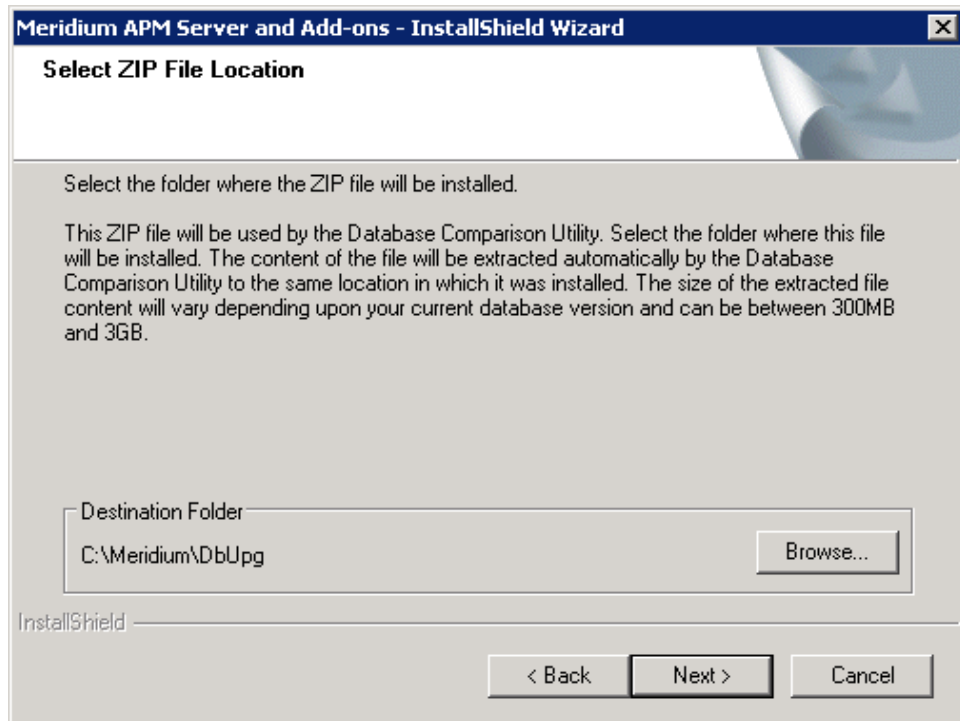 Meridium APM Server and Add-ons - InstallShield Wizard
Select ZIP File Location
Select the folder where the ZIP file will be installed.
This ZIP file will be used by the Database Comparison Utility. Select the folder where this file
will be installed. The content of the file will be extracted automatically by the Database
Comparison Utility to the same location in which it was installed. The size of the extracted file
content will vary depending upon your current database version and can be between 300MB
and 3GB.
Destination Folder
C:\Meridium\DbUpg
Browse...
InstallShield
< Back
Next >
Cancel